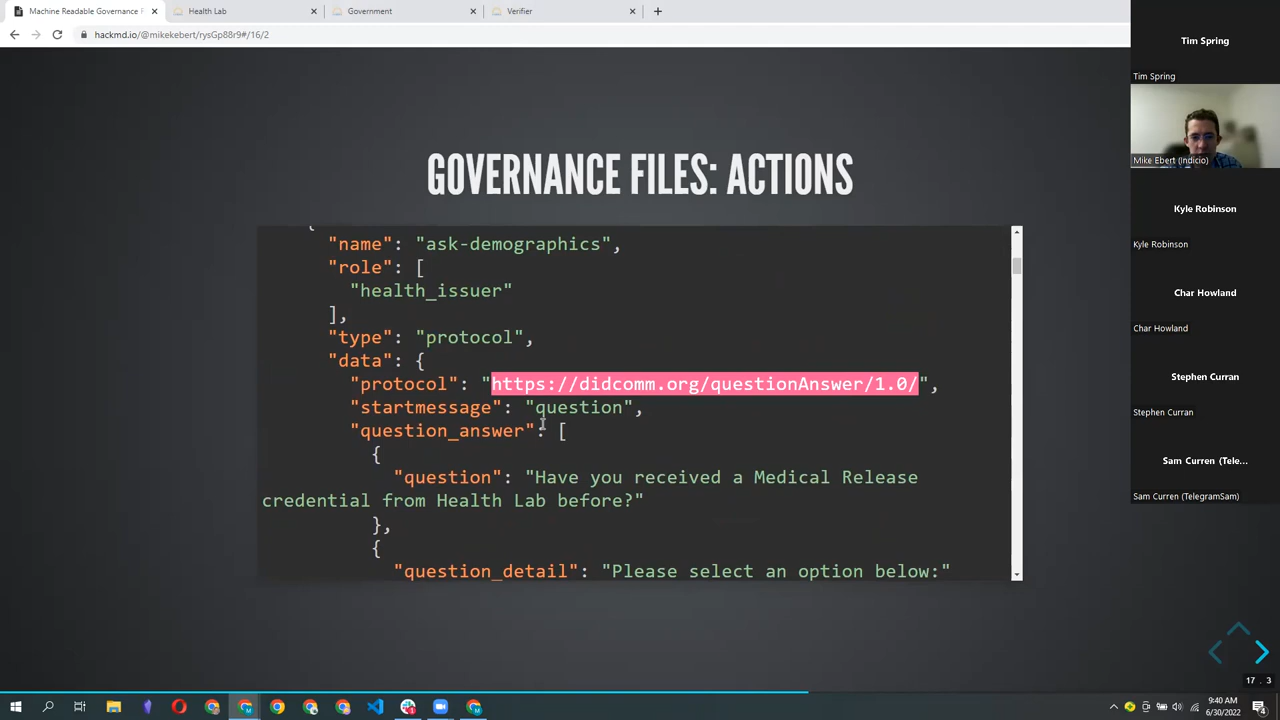 Machine Readable Governance F
Health Lab
Government
Verifier
hackmd.io/@mikekebert/rysGp88r9#/16/2
GOVERNANCE FILES: ACTIONS
{
"name": "ask-demographics",
"role": [
"health_issuer"
],
"type": "protocol",
"data": {
"protocol": "https://didcomm.org/questionAnswer/1.0/",
"startmessage": "question",
"question_answer": [
{
"question": "Have you received a Medical Release
credential from Health Lab before?"
},
{
"question_detail": "Please select an option below:"
Tim Spring
Tim Spring
Mike Ebert (Indicio)
Kyle Robinson
Kyle Robinson
Char Howland
Char Howland
Stephen Curran
Stephen Curran
Sam Curren (Tele...
Sam Curren (TelegramSam)
17 . 3
9:40 AM
6/30/2022